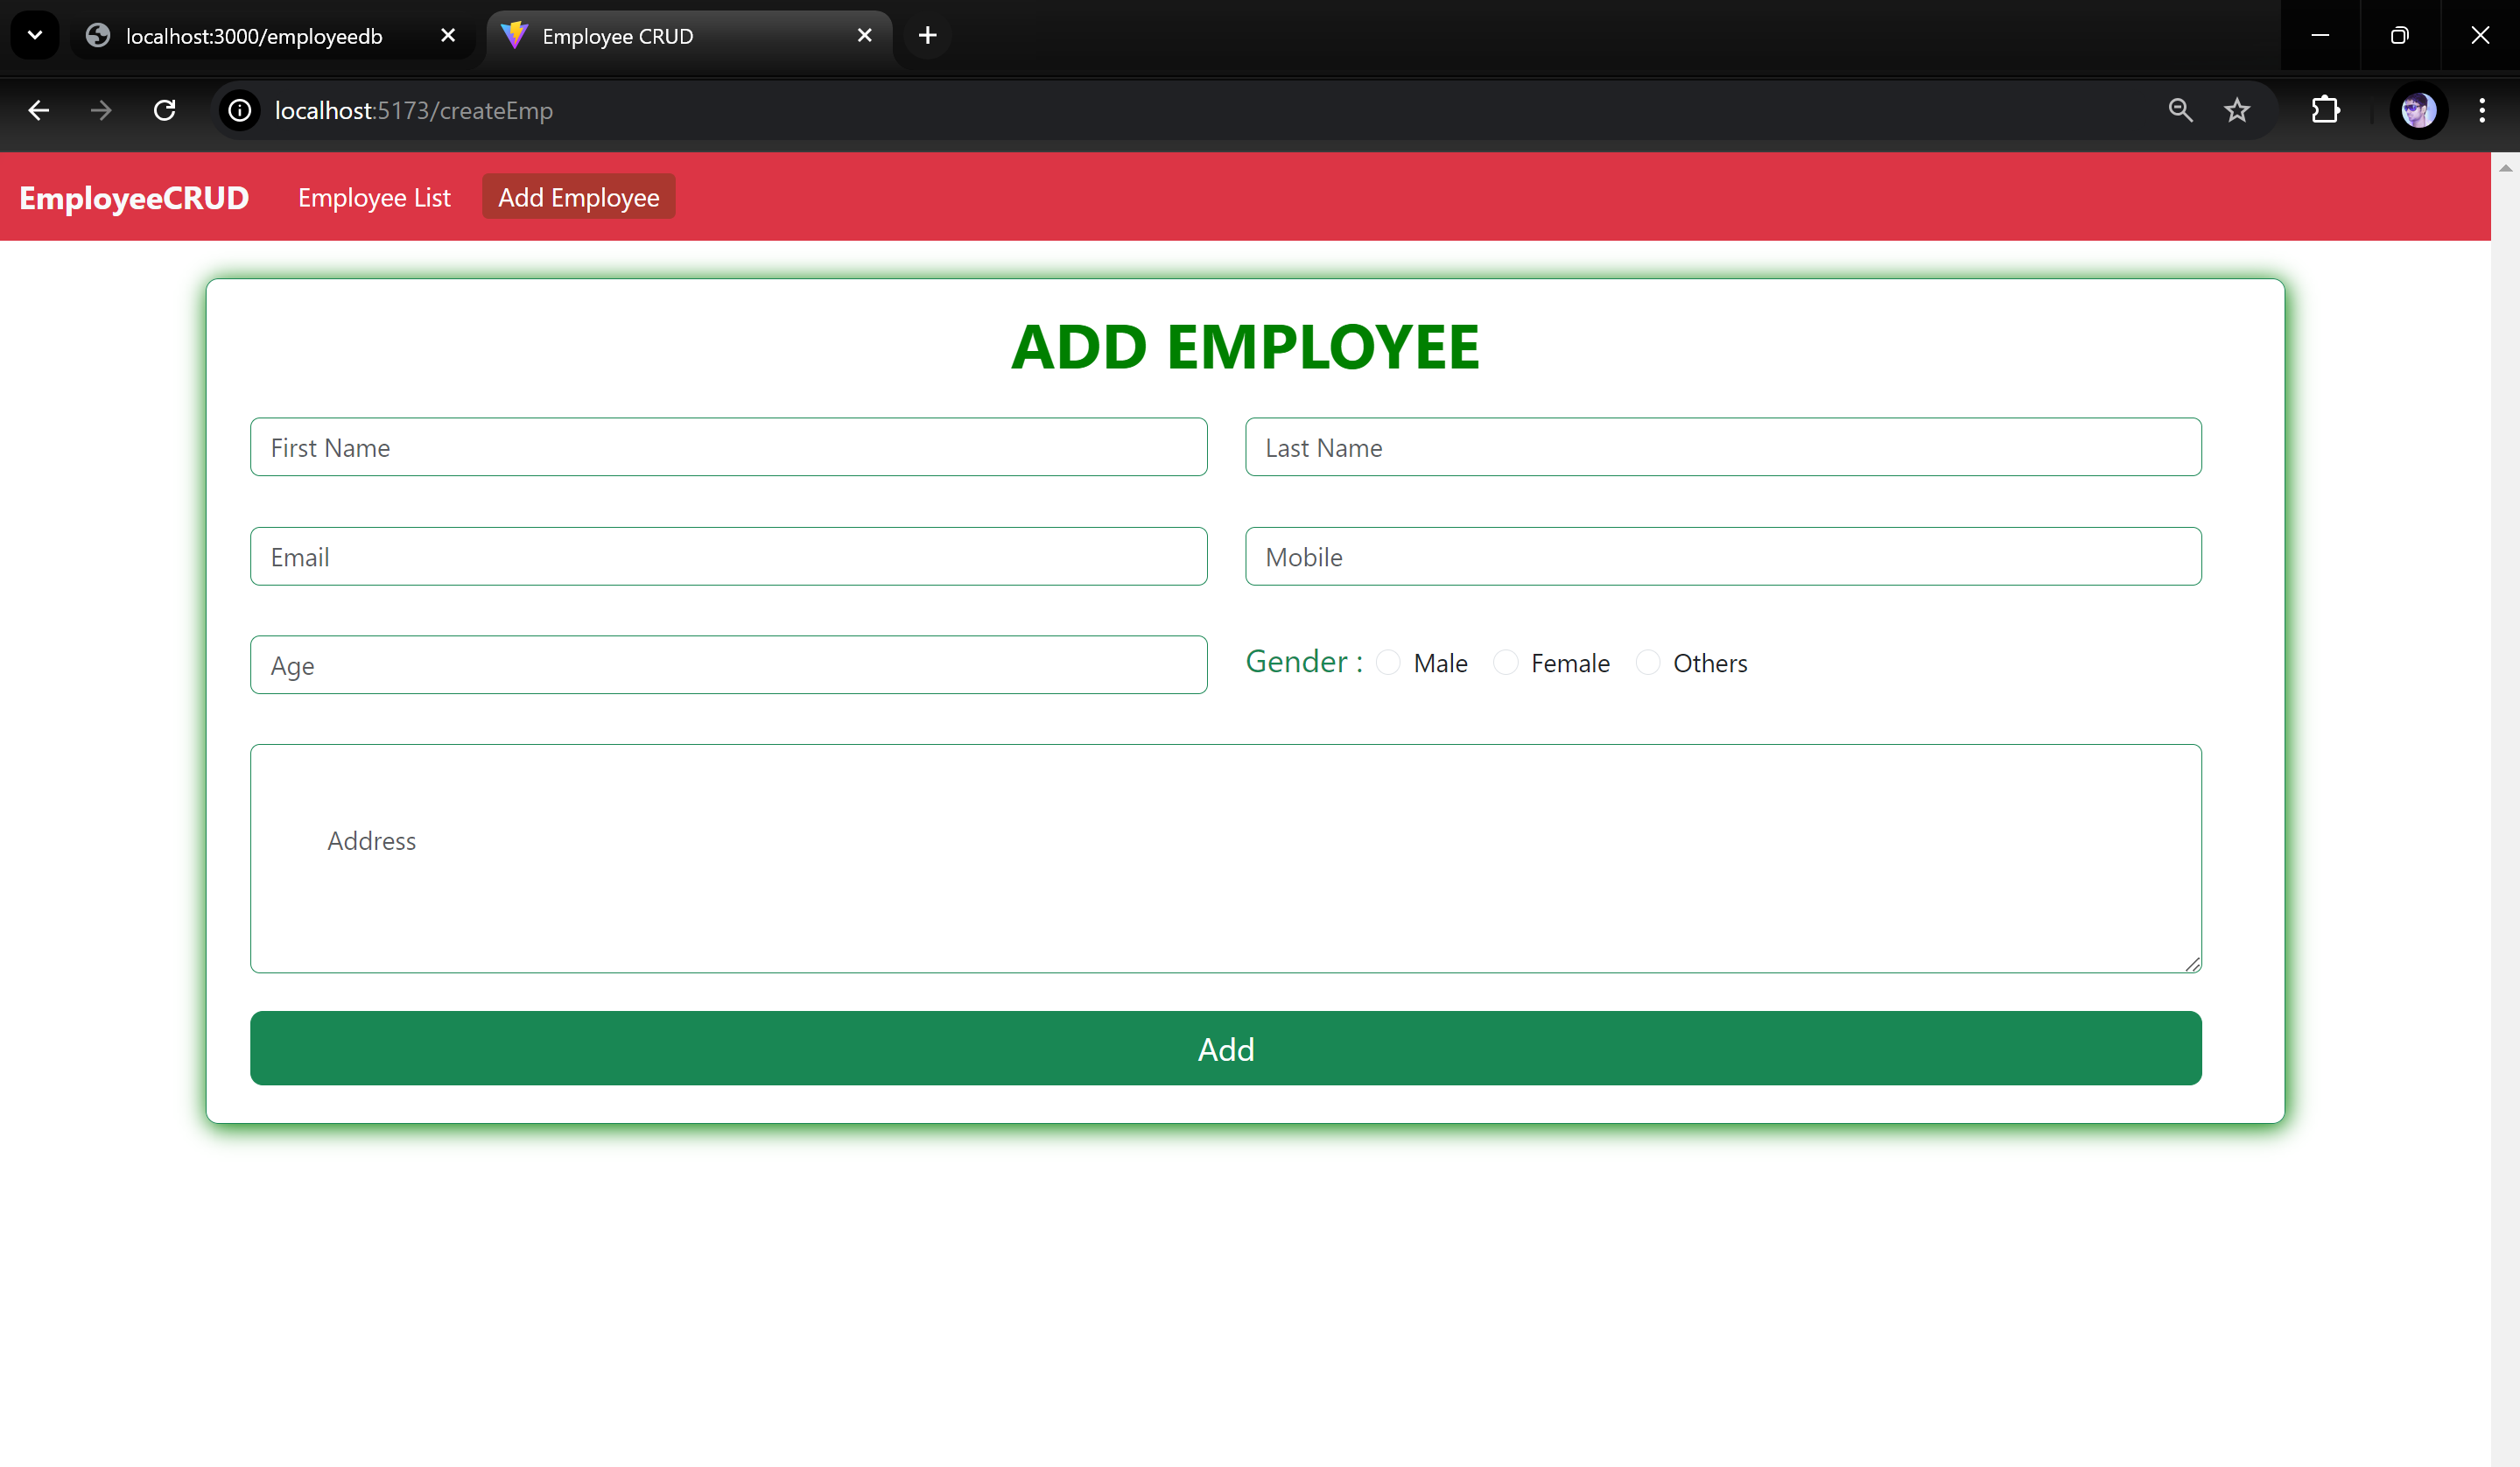 localhost:3000/employeedb
Employee CRUD
localhost:5173/createEmp
EmployeeCRUD Employee List Add Employee
ADD EMPLOYEE
First Name Last Name
Email Mobile
Age Gender : Male Female Others
Address
Add